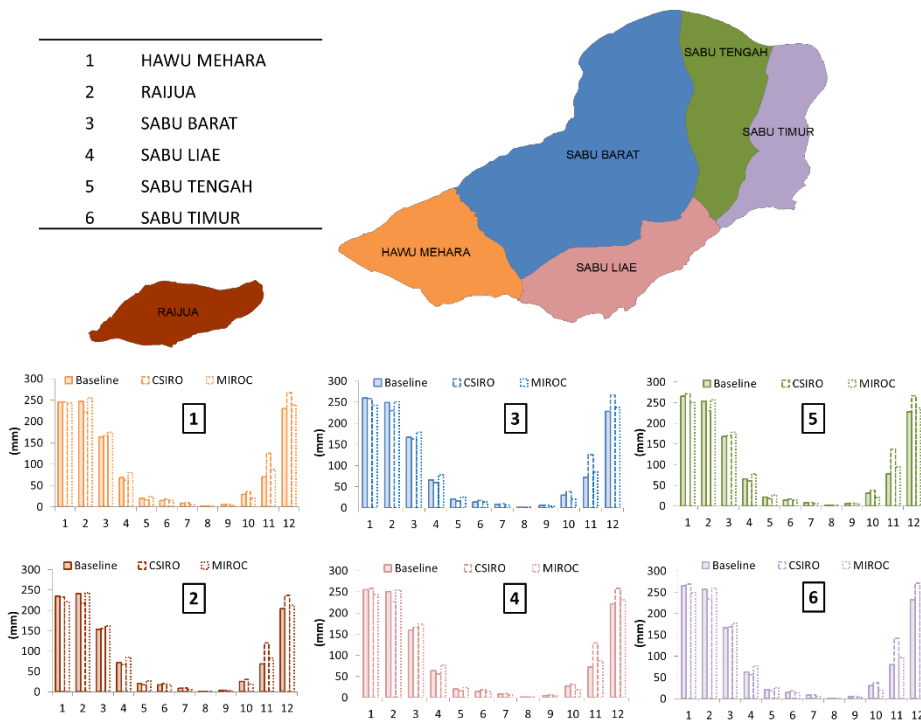 1 HAWU MEHARA
2 RAIJUA
3 SABU BARAT
4 SABU LIAE
5 SABU TENGAH
6 SABU TIMUR
SABU TENGAH
SABU TIMUR
SABU BARAT
HAWU MEHARA
SABU LIAE
RAIJUA
Baseline CSIRO MIROC
1
(mm)
300
250
200
150
100
50
0
1 2 3 4 5 6 7 8 9 10 11 12
Baseline CSIRO MIROC
3
(mm)
300
250
200
150
100
50
0
1 2 3 4 5 6 7 8 9 10 11 12
Baseline CSIRO MIROC
5
(mm)
300
250
200
150
100
50
0
1 2 3 4 5 6 7 8 9 10 11 12
Baseline CSIRO MIROC
2
(mm)
300
250
200
150
100
50
0
1 2 3 4 5 6 7 8 9 10 11 12
Baseline CSIRO MIROC
4
(mm)
300
250
200
150
100
50
0
1 2 3 4 5 6 7 8 9 10 11 12
Baseline CSIRO MIROC
6
(mm)
300
250
200
150
100
50
0
1 2 3 4 5 6 7 8 9 10 11 12